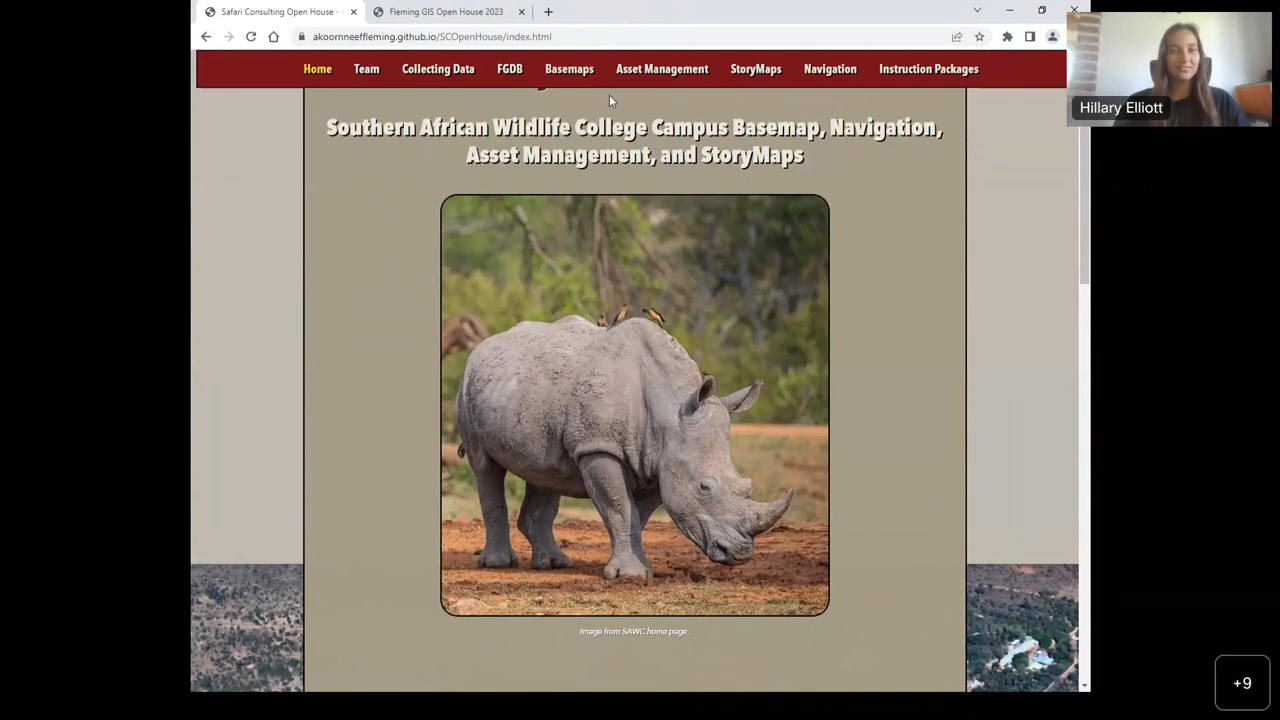 Safari Consulting Open House -
Fleming GIS Open House 2023
akoornneeffleming.github.io/SCOpenHouse/index.html
Home Team Collecting Data FGDB Basemaps Asset Management StoryMaps Navigation Instruction Packages
Southern African Wildlife College Campus Basemap, Navigation,
Asset Management, and StoryMaps
Image from SAWC home page.
Hillary Elliott
+9